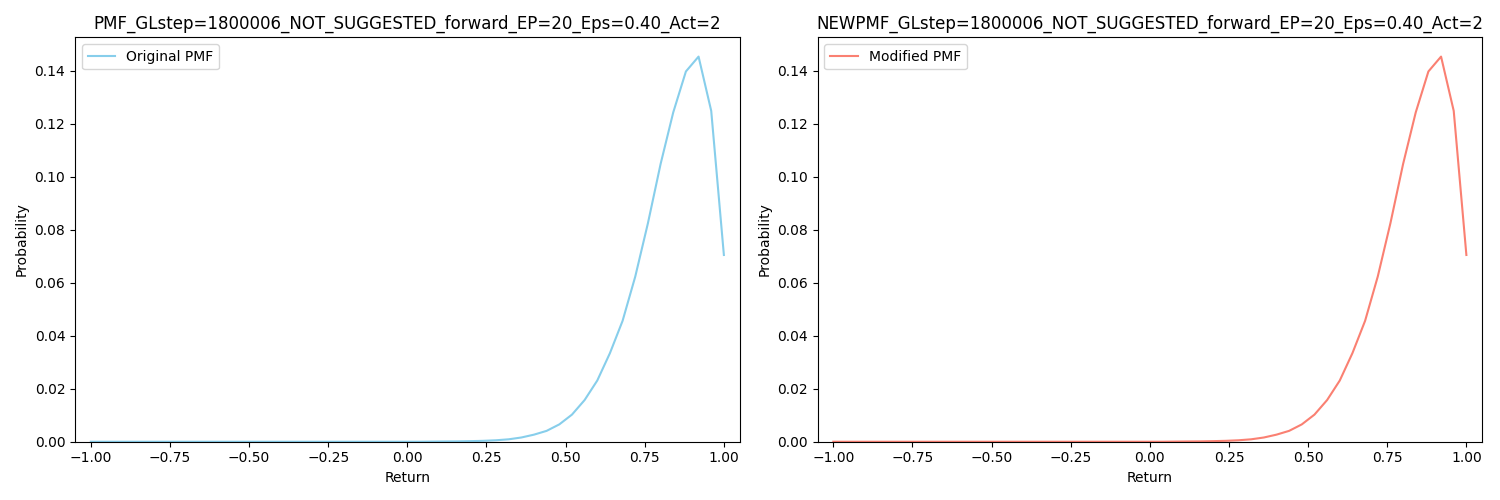 PMF_GLstep=1800006_NOT_SUGGESTED_forward_EP=20_Eps=0.40_Act=2
Original PMF
0.14
0.12
0.10
0.08
0.06
0.04
0.02
0.00
Probability
−1.00 −0.75 −0.50 −0.25 0.00 0.25 0.50 0.75 1.00
Return
NEWPMF_GLstep=1800006_NOT_SUGGESTED_forward_EP=20_Eps=0.40_Act=2
Modified PMF
0.14
0.12
0.10
0.08
0.06
0.04
0.02
0.00
Probability
−1.00 −0.75 −0.50 −0.25 0.00 0.25 0.50 0.75 1.00
Return